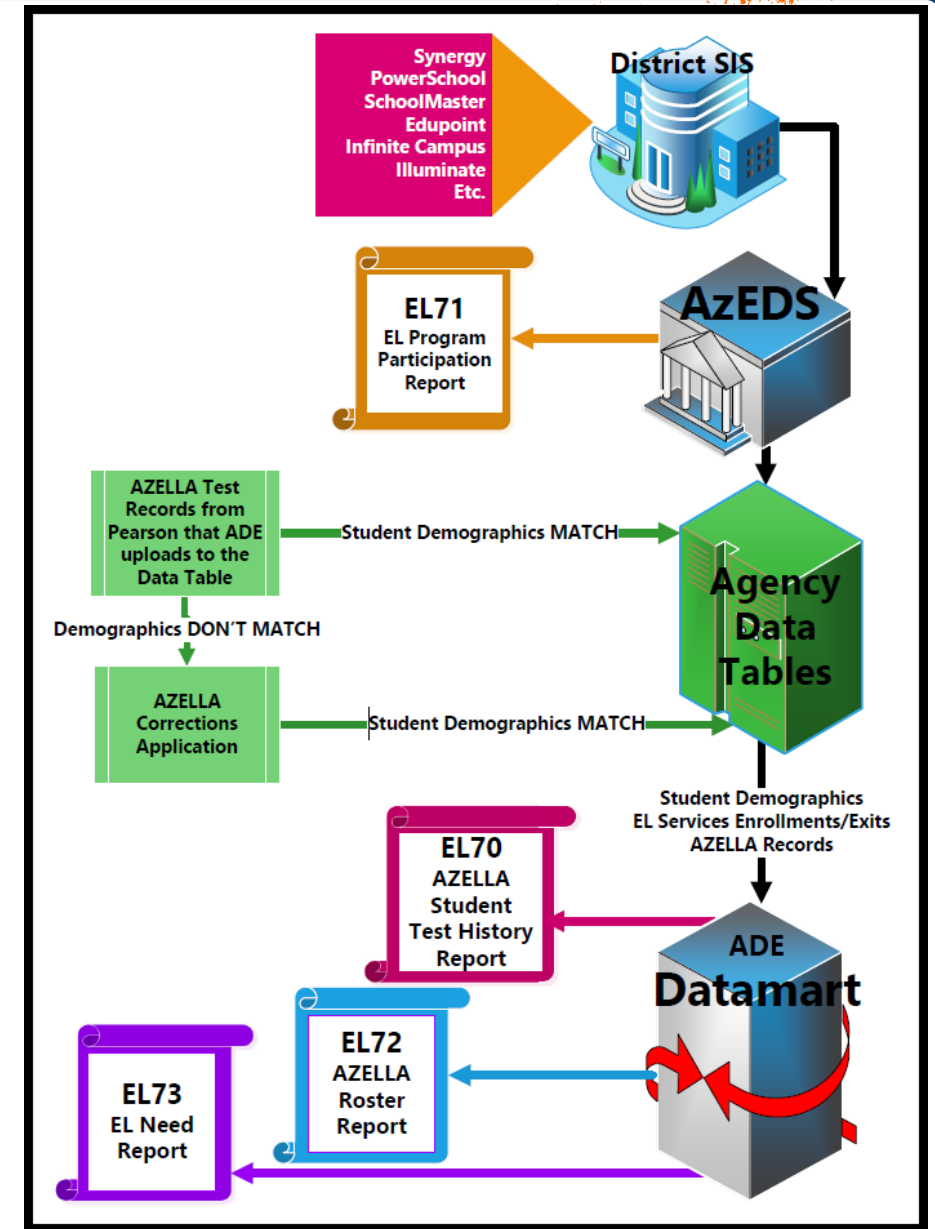 Synergy
PowerSchool
SchoolMaster
Edupoint
Infinite Campus
Illuminate
Etc.
District SIS
AzEDS
EL71
EL Program
Participation
Report
AZELLA Test
Records from
Pearson that ADE
uploads to the
Data Table
Student Demographics MATCH
Agency
Data
Tables
Demographics DON'T MATCH
AZELLA
Corrections
Application
Student Demographics MATCH
Student Demographics
EL Services Enrollments/Exits
AZELLA Records
EL70
AZELLA
Student
Test History
Report
ADE
Datamart
EL72
AZELLA
Roster
Report
EL73
EL Need
Report